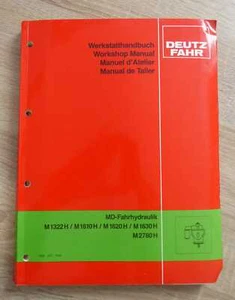 Werkstatthandbuch
Workshop Manual
Manuel d'Atelier
Manual de Taller
DEUTZ
FAHR
MD-Fahrhydraulik
M 1322 H / M 1610 H / M 1620 H / M 1630 H
M 2780 H